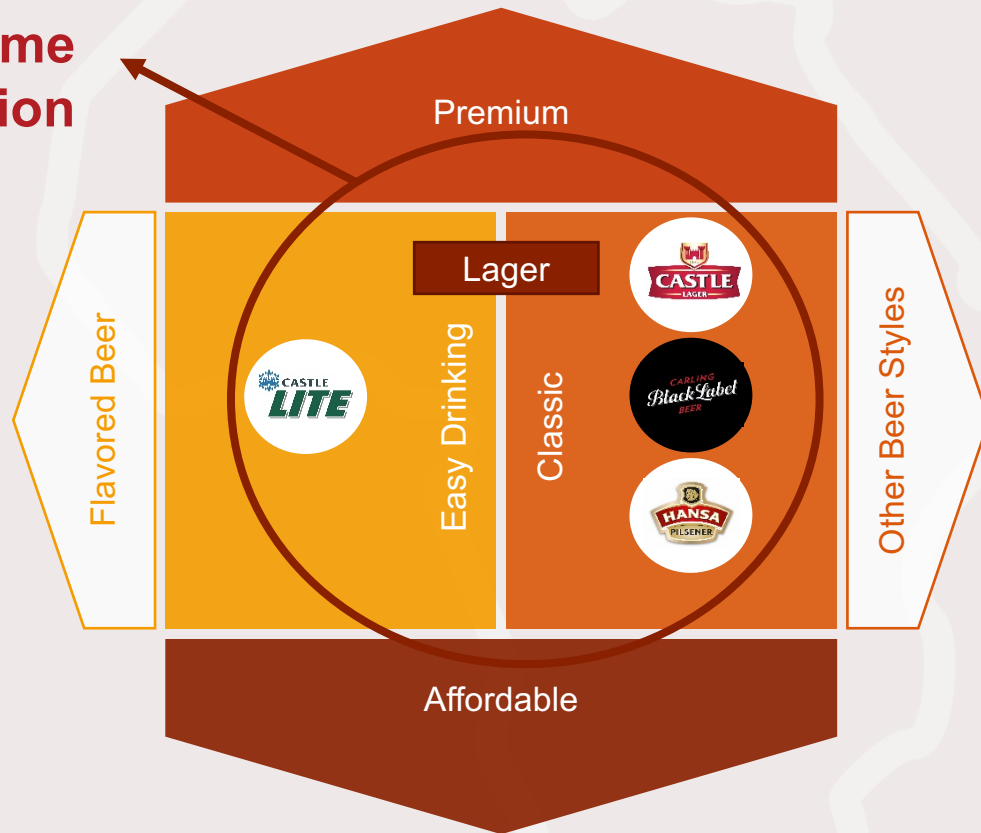 me
ion
Premium
Lager
CASTLE
LAGER
CASTLE
LITE
CARLING
Black Label
BEER
HANSA
PILSENER
Flavored Beer
Easy Drinking
Classic
Other Beer Styles
Affordable